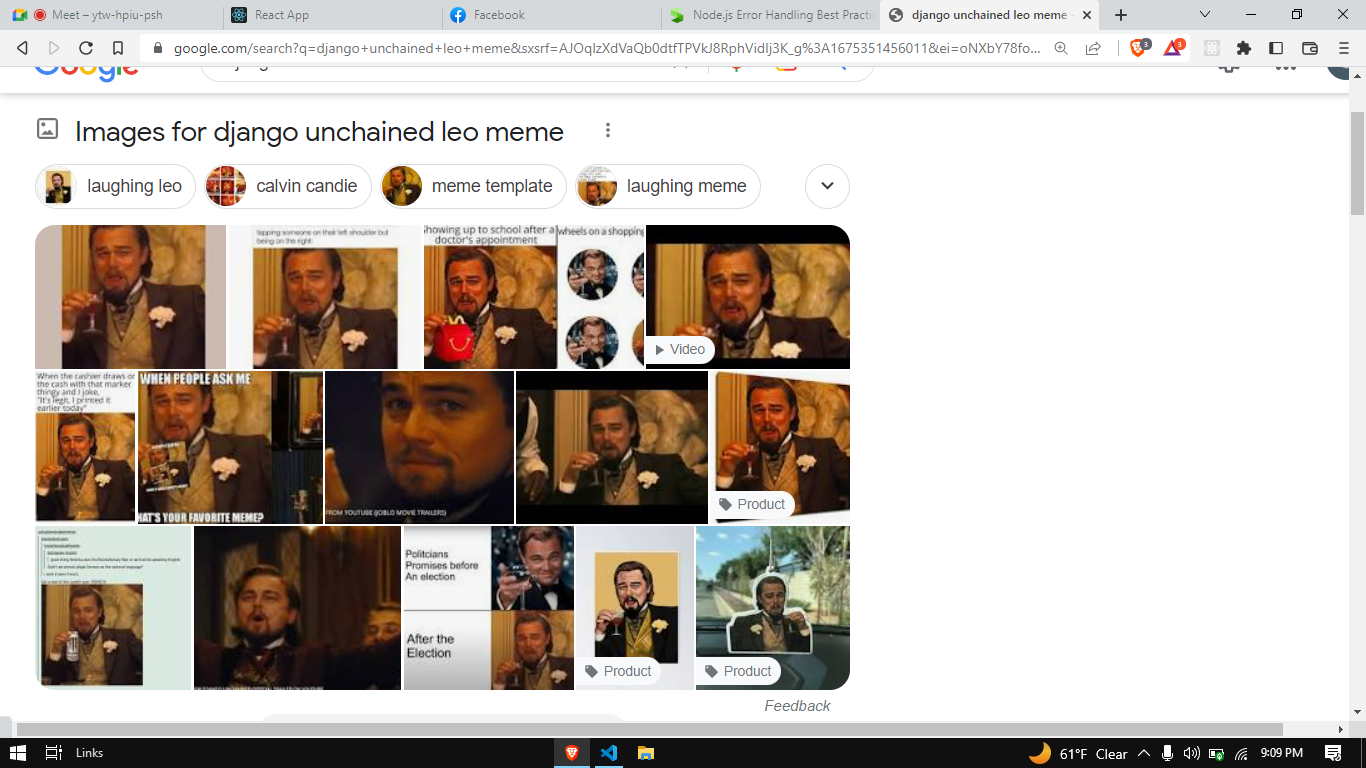 Meet – ytw-hpiu-psh
React App
Facebook
Node.js Error Handling Best Practic
django unchained leo meme -
google.com/search?q=django+unchained+leo+meme&sxsrf=AJOqlzXdVaQb0dtfTPVkJ8RphVidIj3K_g%3A1675351456011&ei=oNXbY78fo...
3
3
Images for django unchained leo meme
laughing leo
calvin candie
meme template
laughing meme
tapping someone on their left shoulder but
being on the right:
Showing up to school after a
doctor's appointment
wheels on a shopping
Video
When the cashier draws on
the cash with that marker
thingy and I joke,
"It's legit, I printed it
earlier today"
WHEN PEOPLE ASK ME
HAT'S YOUR FAVORITE MEME?
FROM YOUTUBE (JOBLO MOVIE TRAILERS)
Product
Politcians
Promises before
An election
After the
Election
Product
Product
Feedback
Links
61°F Clear
9:09 PM